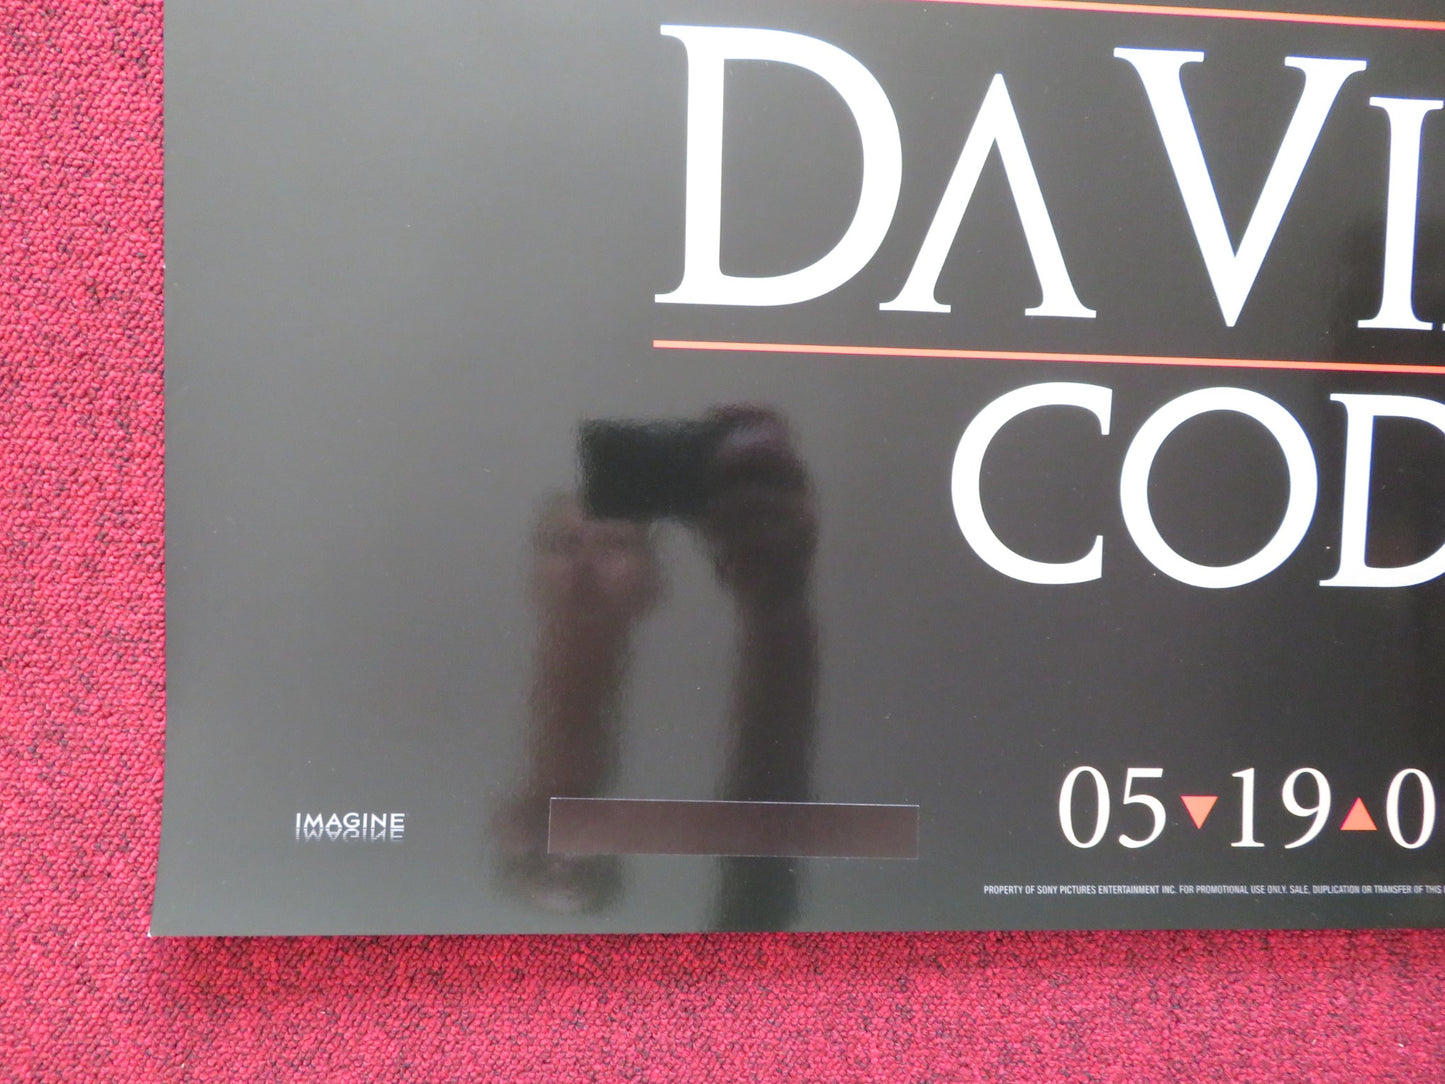 DAVI
COD
05▼19▲0
IMAGINE
PROPERTY OF SONY PICTURES ENTERTAINMENT INC. FOR PROMOTIONAL USE ONLY. SALE, DUPLICATION OR TRANSFER OF THIS